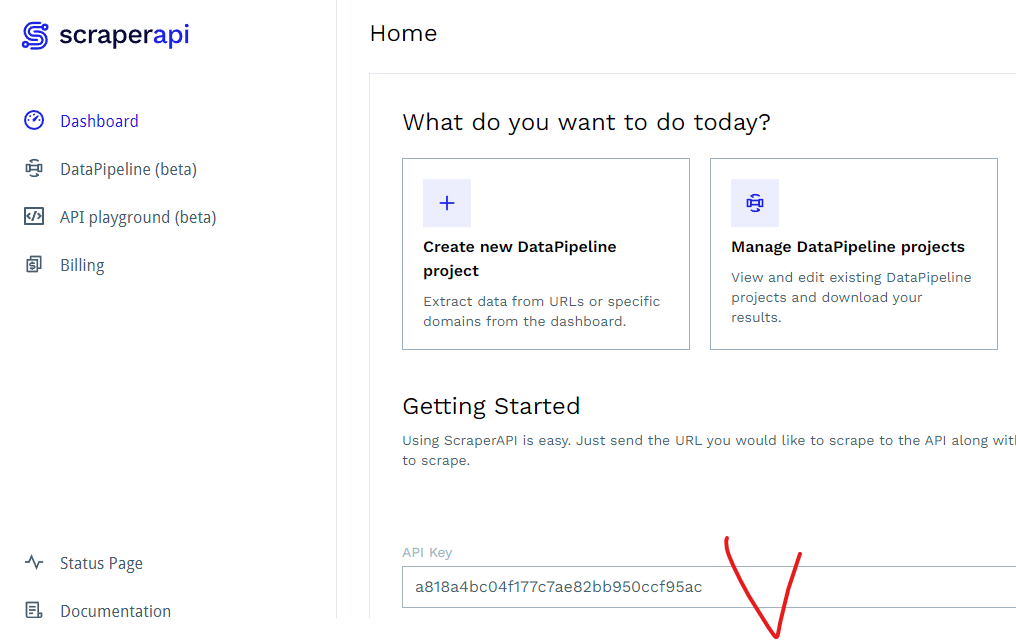 scraperapi
Home
Dashboard
DataPipeline (beta)
API playground (beta)
Billing
Status Page
Documentation
What do you want to do today?
Create new DataPipeline
project
Extract data from URLs or specific
domains from the dashboard.
Manage DataPipeline projects
View and edit existing DataPipeline
projects and download your
results.
Getting Started
Using ScraperAPI is easy. Just send the URL you would like to scrape to the API along
to scrape.
API Key
a818a4bc04f177c7ae82bb950ccf95ac